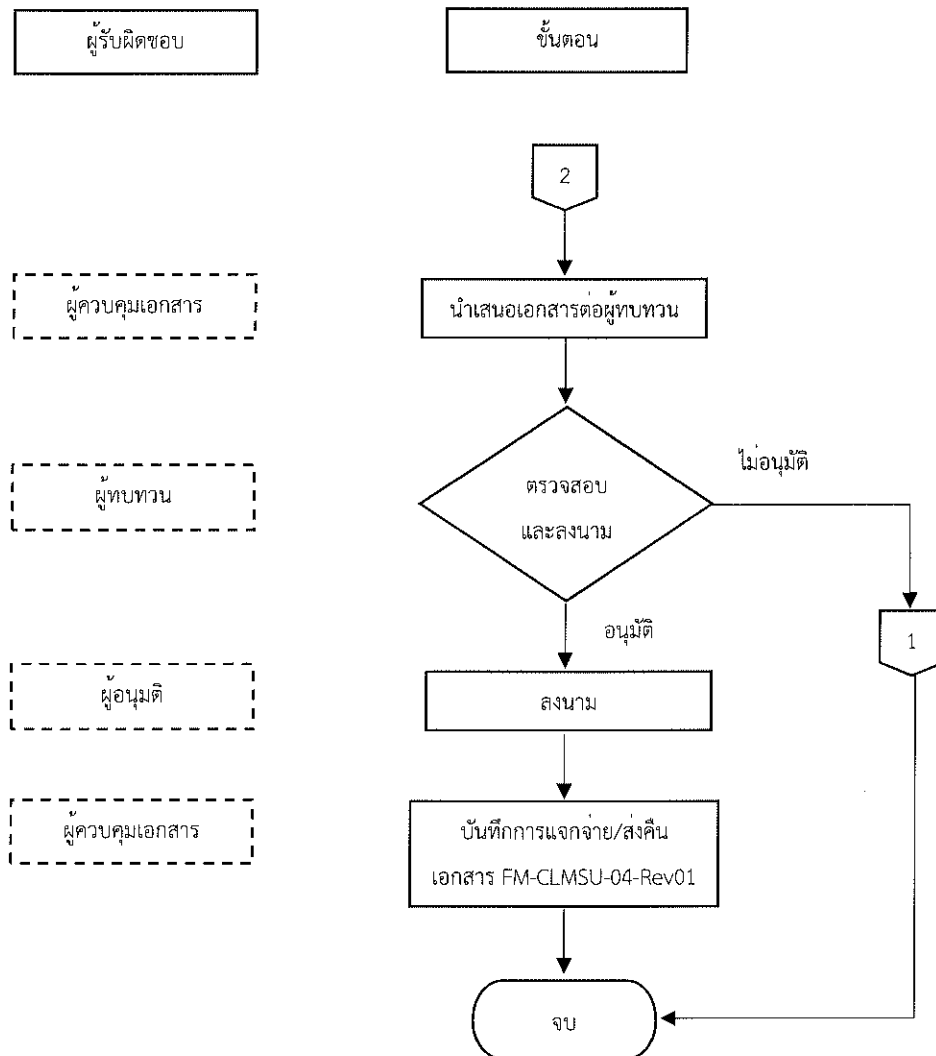 ผู้รับผิดชอบ
ขั้นตอน
2
ผู้ควบคุมเอกสาร
นำเสนอเอกสารต่อผู้ทบทวน
ไม่อนุมัติ
ผู้ทบทวน
ตรวจสอบ
และลงนาม
อนุมัติ
1
ผู้อนุมติ
ลงนาม
ผู้ควบคุมเอกสาร
บันทึกการแจกจ่าย/ส่งคืน
เอกสาร FM-CLMSU-04-Rev01
จบ